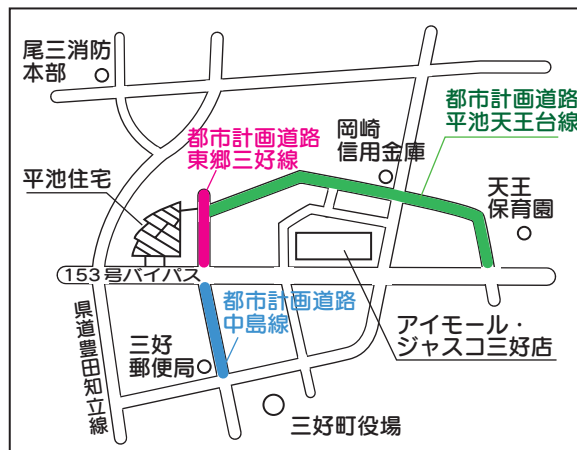 尾三消防
本部
都市計画道路
平池天王台線
岡崎
信用金庫
都市計画道路
東郷三好線
平池住宅
天王
保育園
153号バイパス
都市計画道路
中島線
県道豊田知立線
アイモール・
ジャスコ三好店
三好
郵便局
三好町役場